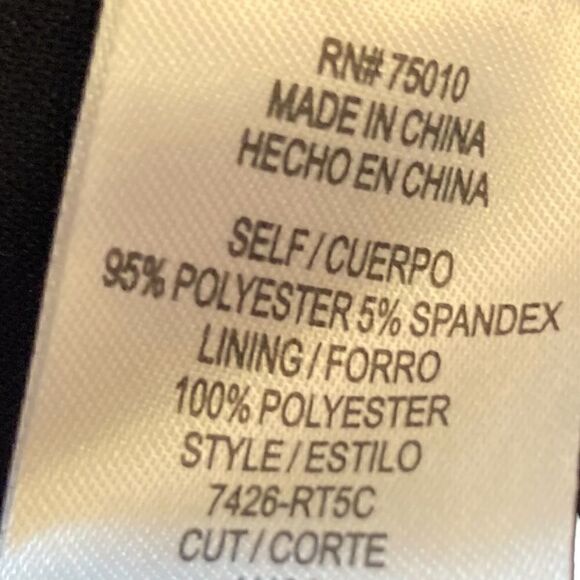 RN# 75010
MADE IN CHINA
HECHO EN CHINA
SELF/CUERPO
95% POLYESTER 5% SPANDEX
LINING/FORRO
100% POLYESTER
STYLE/ESTILO
7426-RT5C
CUT/CORTE